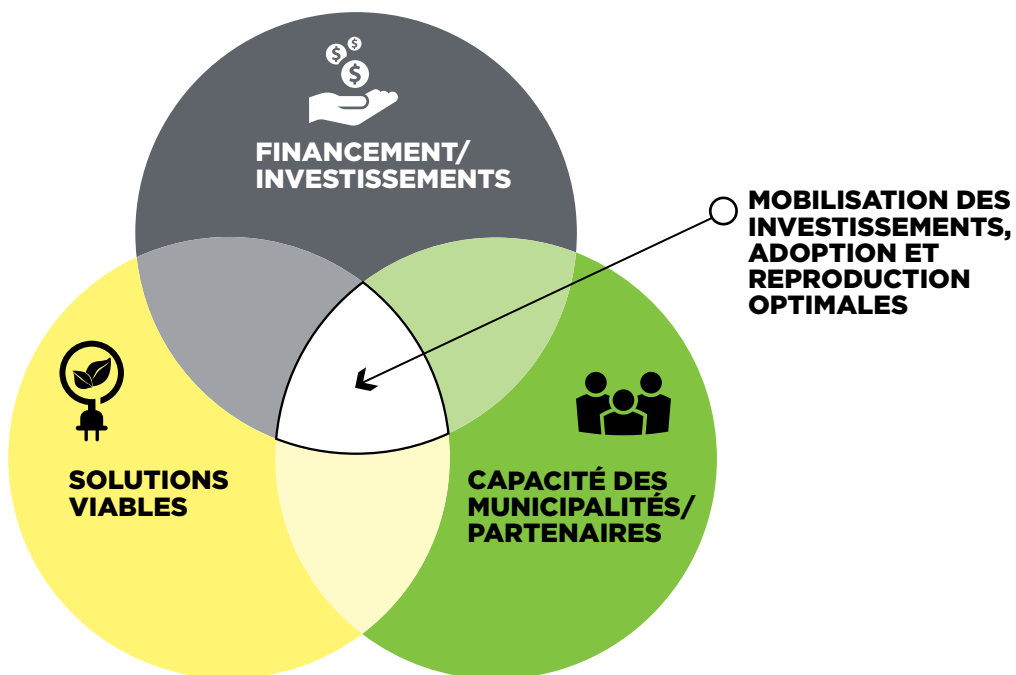 $ $
$
FINANCEMENT/
INVESTISSEMENTS
MOBILISATION DES
INVESTISSEMENTS,
ADOPTION ET
REPRODUCTION
OPTIMALES
SOLUTIONS
VIABLES
CAPACITÉ DES
MUNICIPALITÉS/
PARTENAIRES